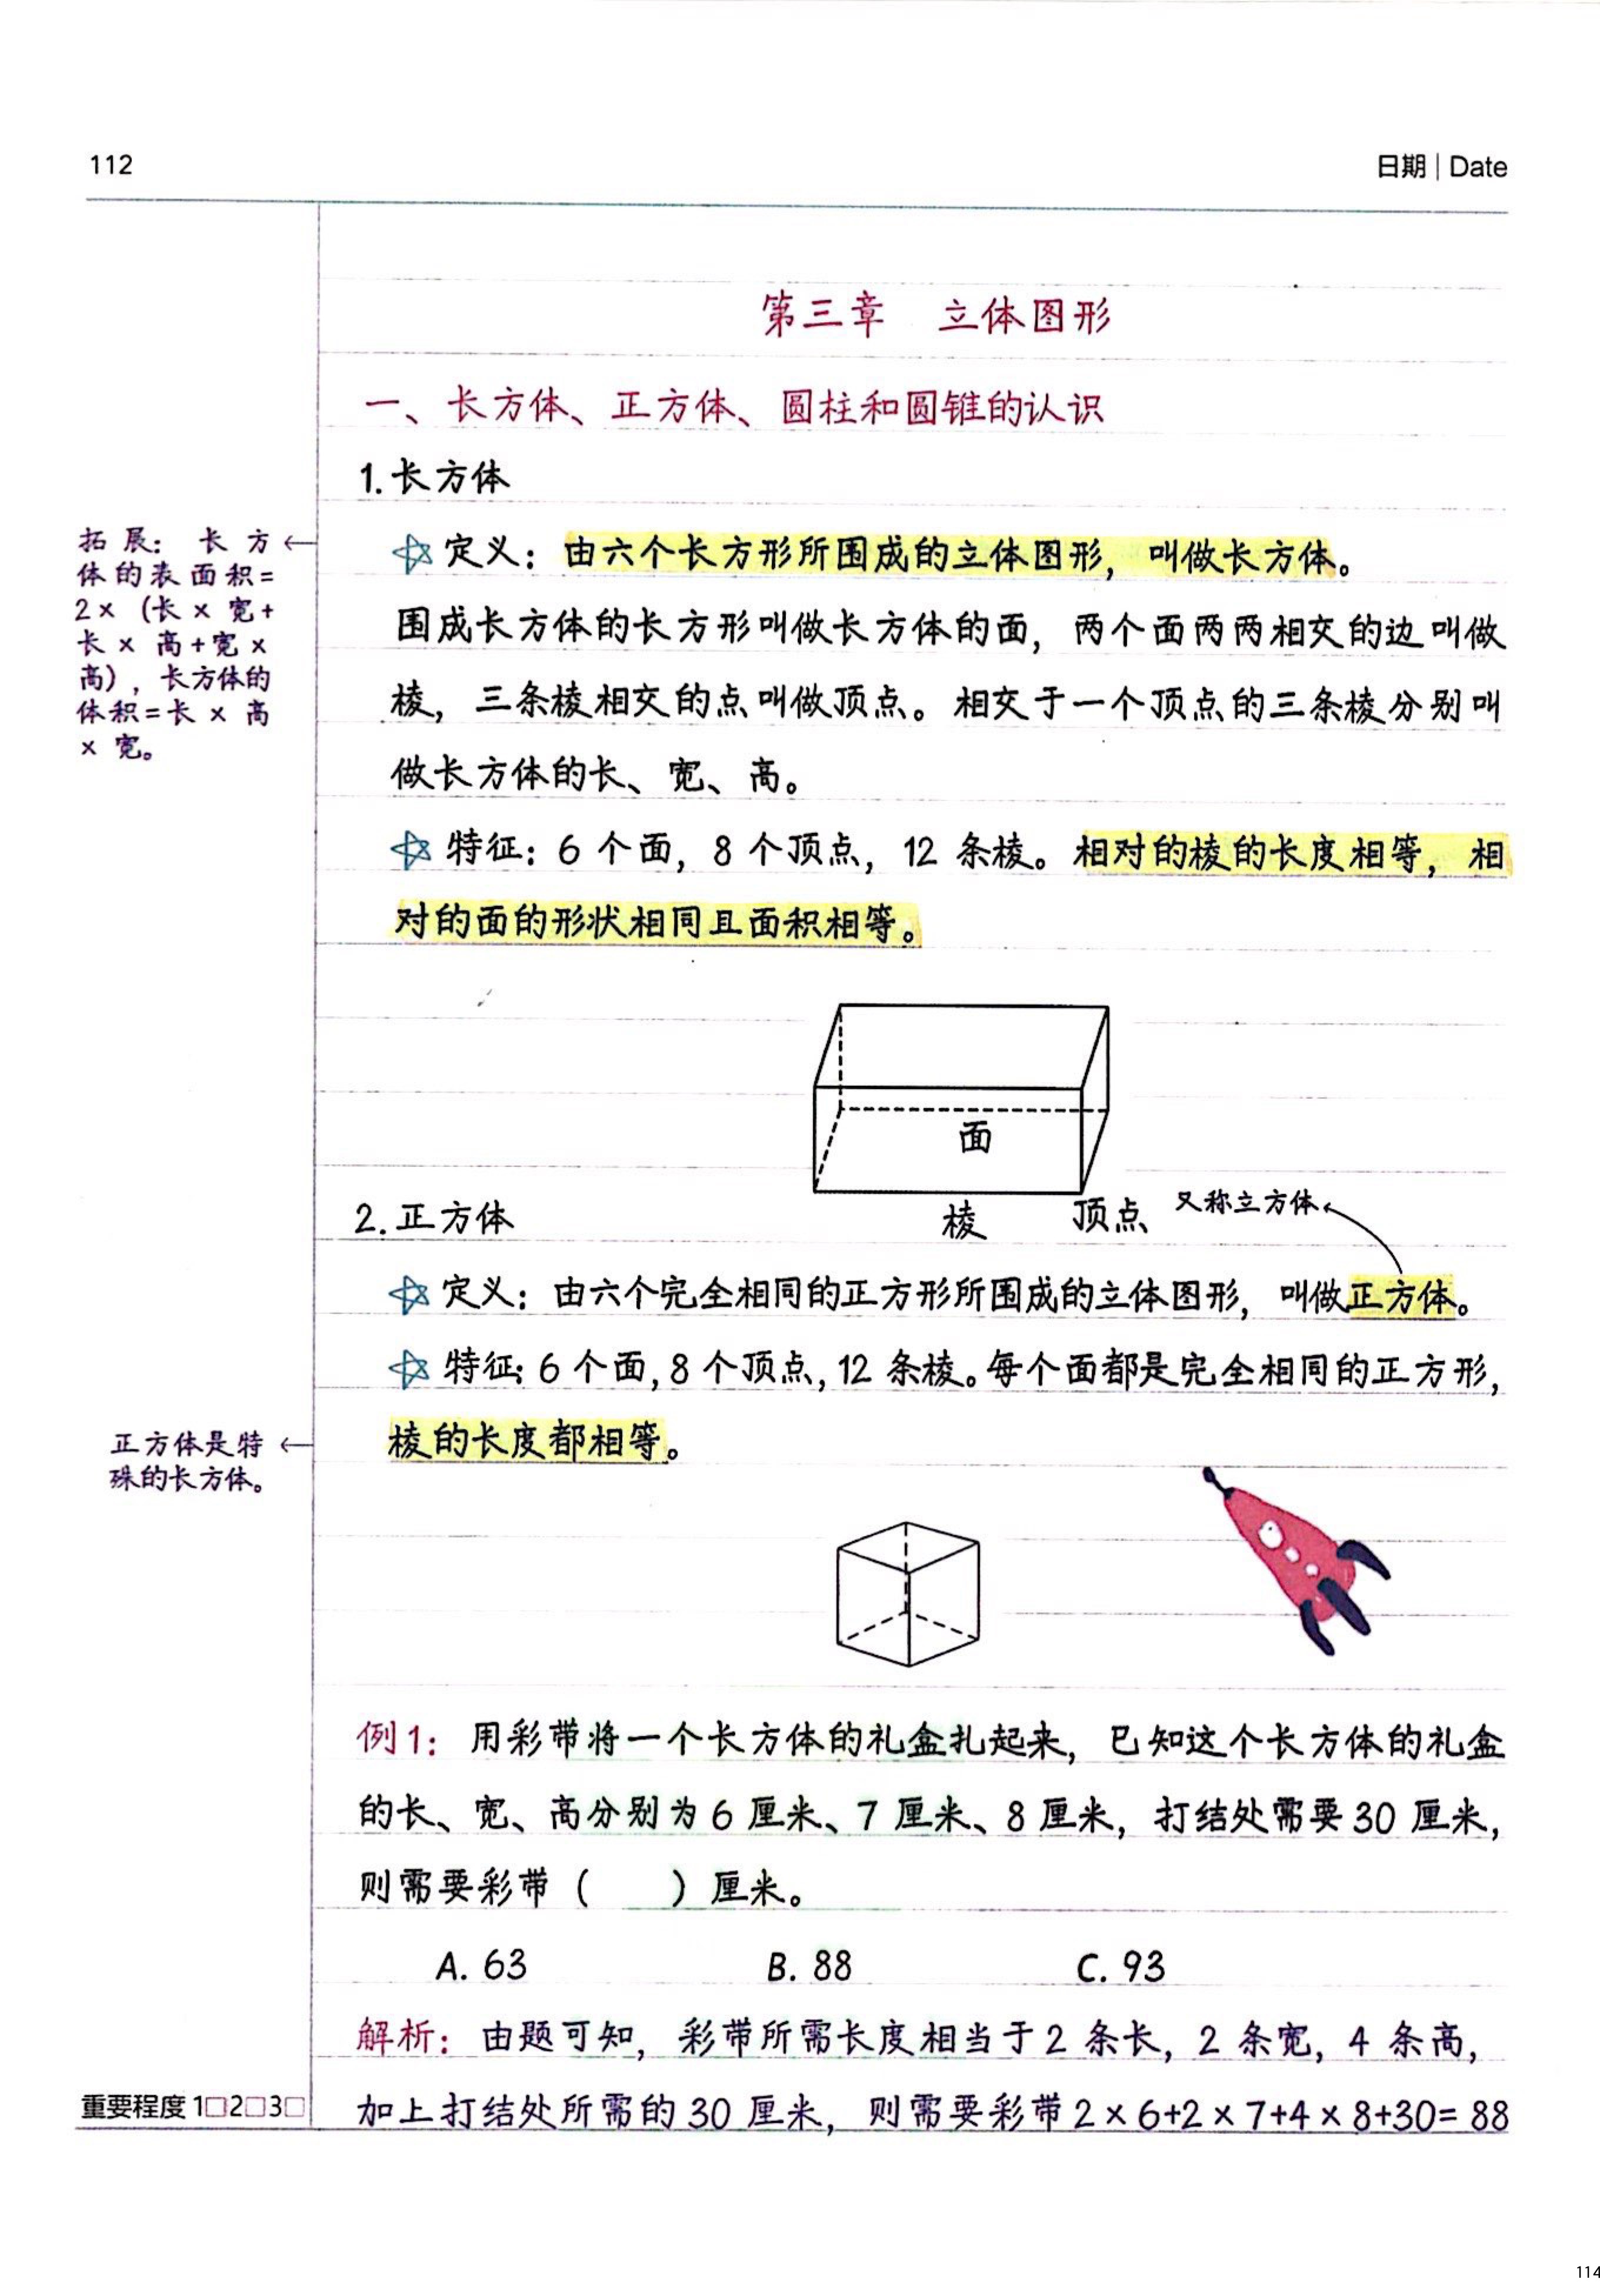 112
日期 | Date
第三章 立体图形
一、长方体、正方体、圆柱和圆锥的认识
1.长方体
拓展：长方
体的表面积=
2×（长×宽+
长×高+宽×
高），长方体的
体积=长×高
×宽。
☆定义：由六个长方形所围成的立体图形，叫做长方体。
围成长方体的长方形叫做长方体的面，两个面两两相交的边叫做
棱，三条棱相交的点叫做顶点。相交于一个顶点的三条棱分别叫
做长方体的长、宽、高。
☆特征：6个面，8个顶点，12条棱。相对的棱的长度相等，相
对的面的形状相同且面积相等。
面
棱 顶点
又称立方体
2.正方体
☆定义：由六个完全相同的正方形所围成的立体图形，叫做正方体。
☆特征：6个面，8个顶点，12条棱。每个面都是完全相同的正方形，
棱的长度都相等。
正方体是特
殊的长方体。
例1：用彩带将一个长方体的礼盒扎起来，已知这个长方体的礼盒
的长、宽、高分别为6厘米、7厘米、8厘米，打结处需要30厘米，
则需要彩带（ ）厘米。
A. 63 B. 88 C. 93
解析：由题可知，彩带所需长度相当于2条长，2条宽，4条高，
加上打结处所需的30厘米，则需要彩带2×6+2×7+4×8+30=88
重要程度1□2□3□
114